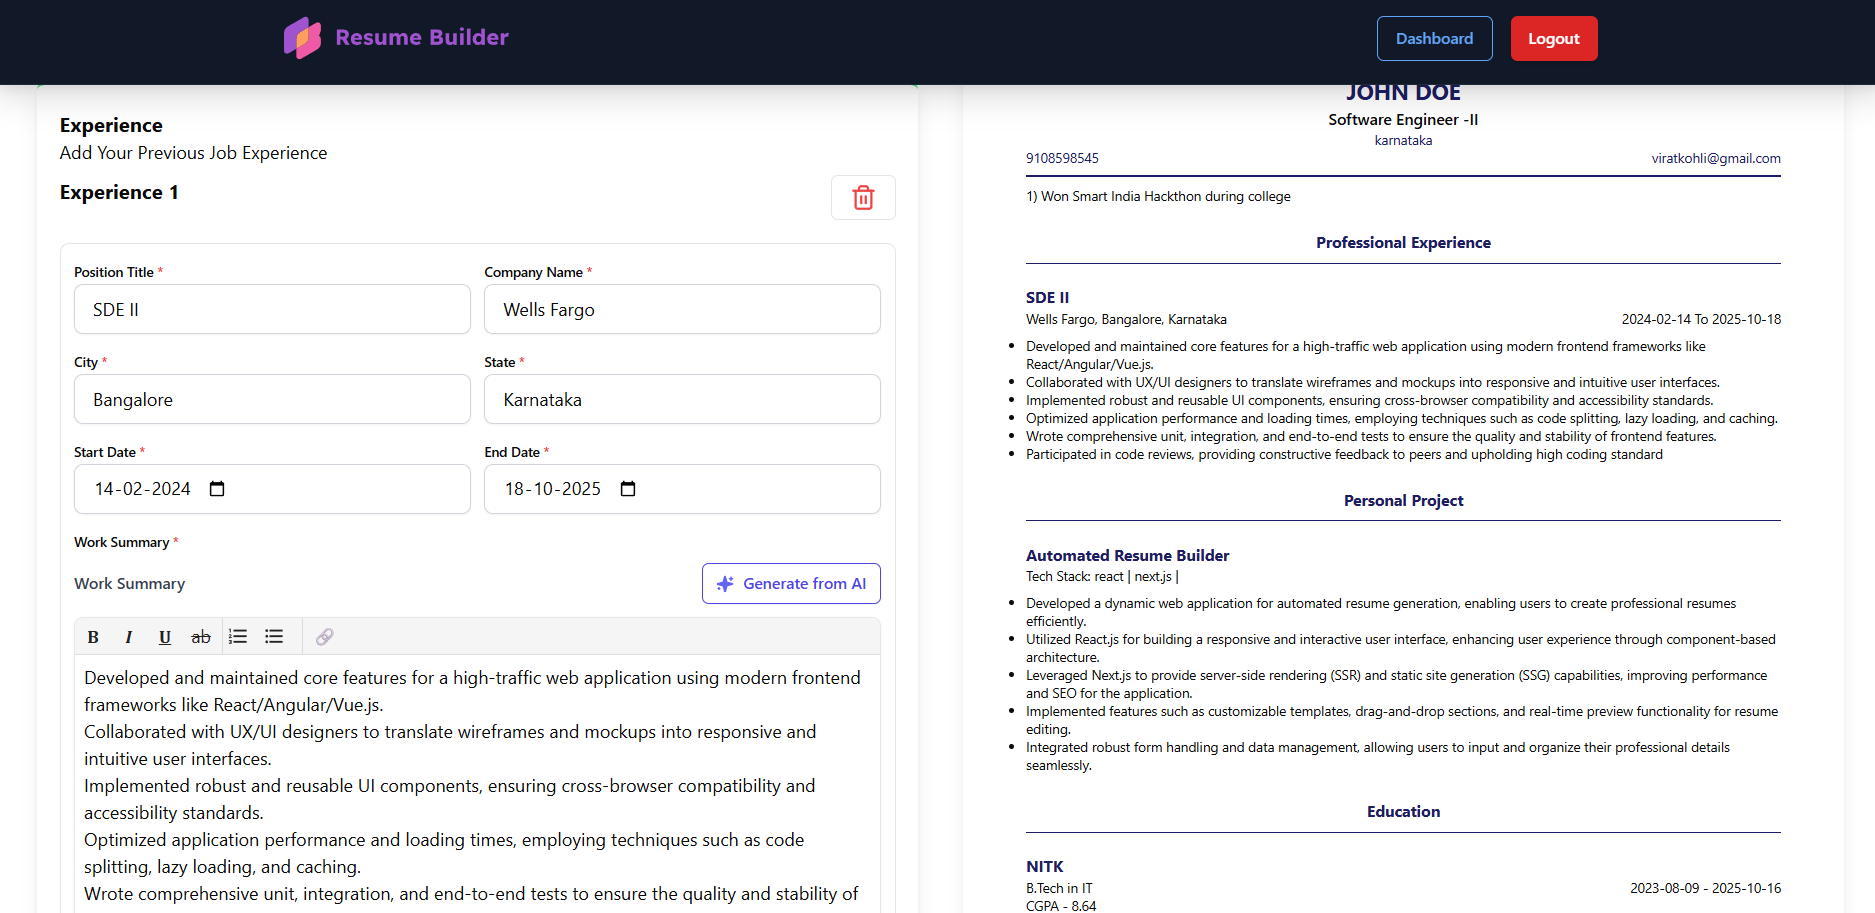 Resume Builder
Dashboard
Logout
Experience
Add Your Previous Job Experience
Experience 1
Position Title *
Company Name *
SDE II
Wells Fargo
City *
State *
Bangalore
Karnataka
Start Date *
End Date *
14-02-2024
18-10-2025
Work Summary *
Work Summary
Generate from AI
B I U ab
Developed and maintained core features for a high-traffic web application using modern frontend
frameworks like React/Angular/Vue.js.
Collaborated with UX/UI designers to translate wireframes and mockups into responsive and
intuitive user interfaces.
Implemented robust and reusable UI components, ensuring cross-browser compatibility and
accessibility standards.
Optimized application performance and loading times, employing techniques such as code
splitting, lazy loading, and caching.
Wrote comprehensive unit, integration, and end-to-end tests to ensure the quality and stability of
JOHN DOE
Software Engineer -II
karnataka
9108598545
viratkohli@gmail.com
1) Won Smart India Hackthon during college
Professional Experience
SDE II
Wells Fargo, Bangalore, Karnataka
2024-02-14 To 2025-10-18
• Developed and maintained core features for a high-traffic web application using modern frontend frameworks like
React/Angular/Vue.js.
• Collaborated with UX/UI designers to translate wireframes and mockups into responsive and intuitive user interfaces.
• Implemented robust and reusable UI components, ensuring cross-browser compatibility and accessibility standards.
• Optimized application performance and loading times, employing techniques such as code splitting, lazy loading, and caching.
• Wrote comprehensive unit, integration, and end-to-end tests to ensure the quality and stability of frontend features.
• Participated in code reviews, providing constructive feedback to peers and upholding high coding standard
Personal Project
Automated Resume Builder
Tech Stack: react | next.js |
• Developed a dynamic web application for automated resume generation, enabling users to create professional resumes
efficiently.
• Utilized React.js for building a responsive and interactive user interface, enhancing user experience through component-based
architecture.
• Leveraged Next.js to provide server-side rendering (SSR) and static site generation (SSG) capabilities, improving performance
and SEO for the application.
• Implemented features such as customizable templates, drag-and-drop sections, and real-time preview functionality for resume
editing.
• Integrated robust form handling and data management, allowing users to input and organize their professional details
seamlessly.
Education
NITK
B.Tech in IT
2023-08-09 - 2025-10-16
CGPA - 8.64